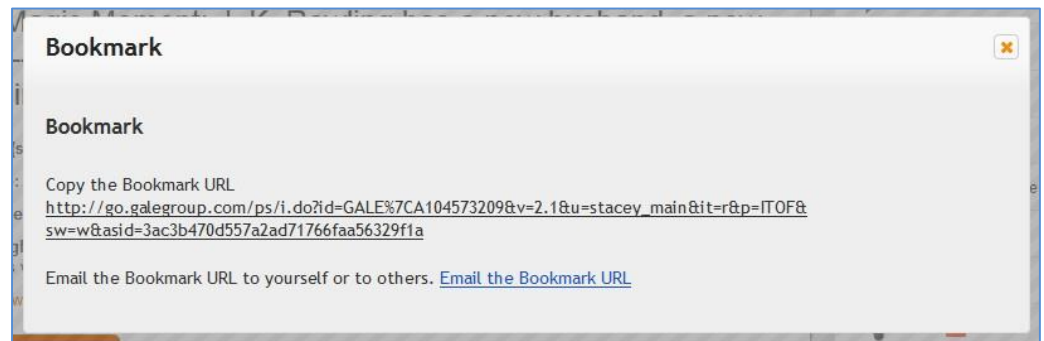 Bookmark
Bookmark
Copy the Bookmark URL
http://go.galegroup.com/ps/i.do?id=GALE%7CA104573209&v=2.1&u=stacey_main&it=r&p=ITOF&
sw=w&asid=3ac3b470d557a2ad71766faa56329f1a
Email the Bookmark URL to yourself or to others. Email the Bookmark URL